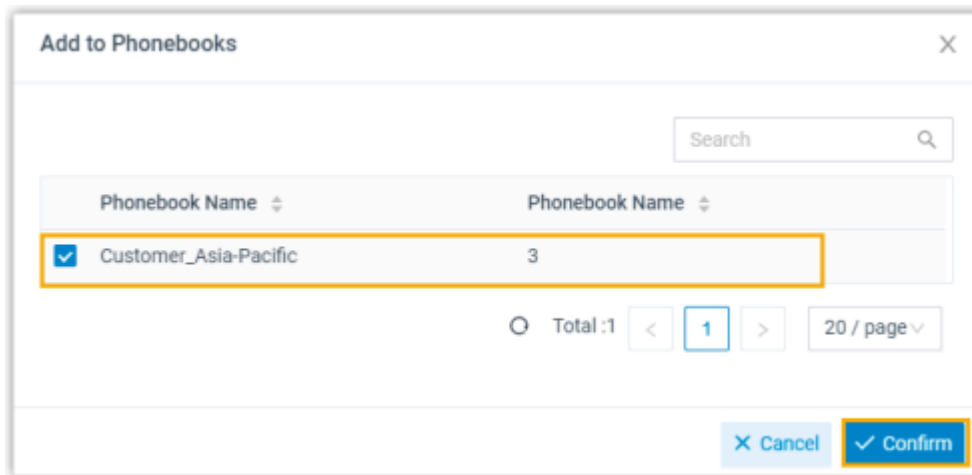 Add to Phonebooks
Search
Phonebook Name Phonebook Name
Customer_Asia-Pacific 3
Total :1 < 1 > 20 / page
Cancel Confirm